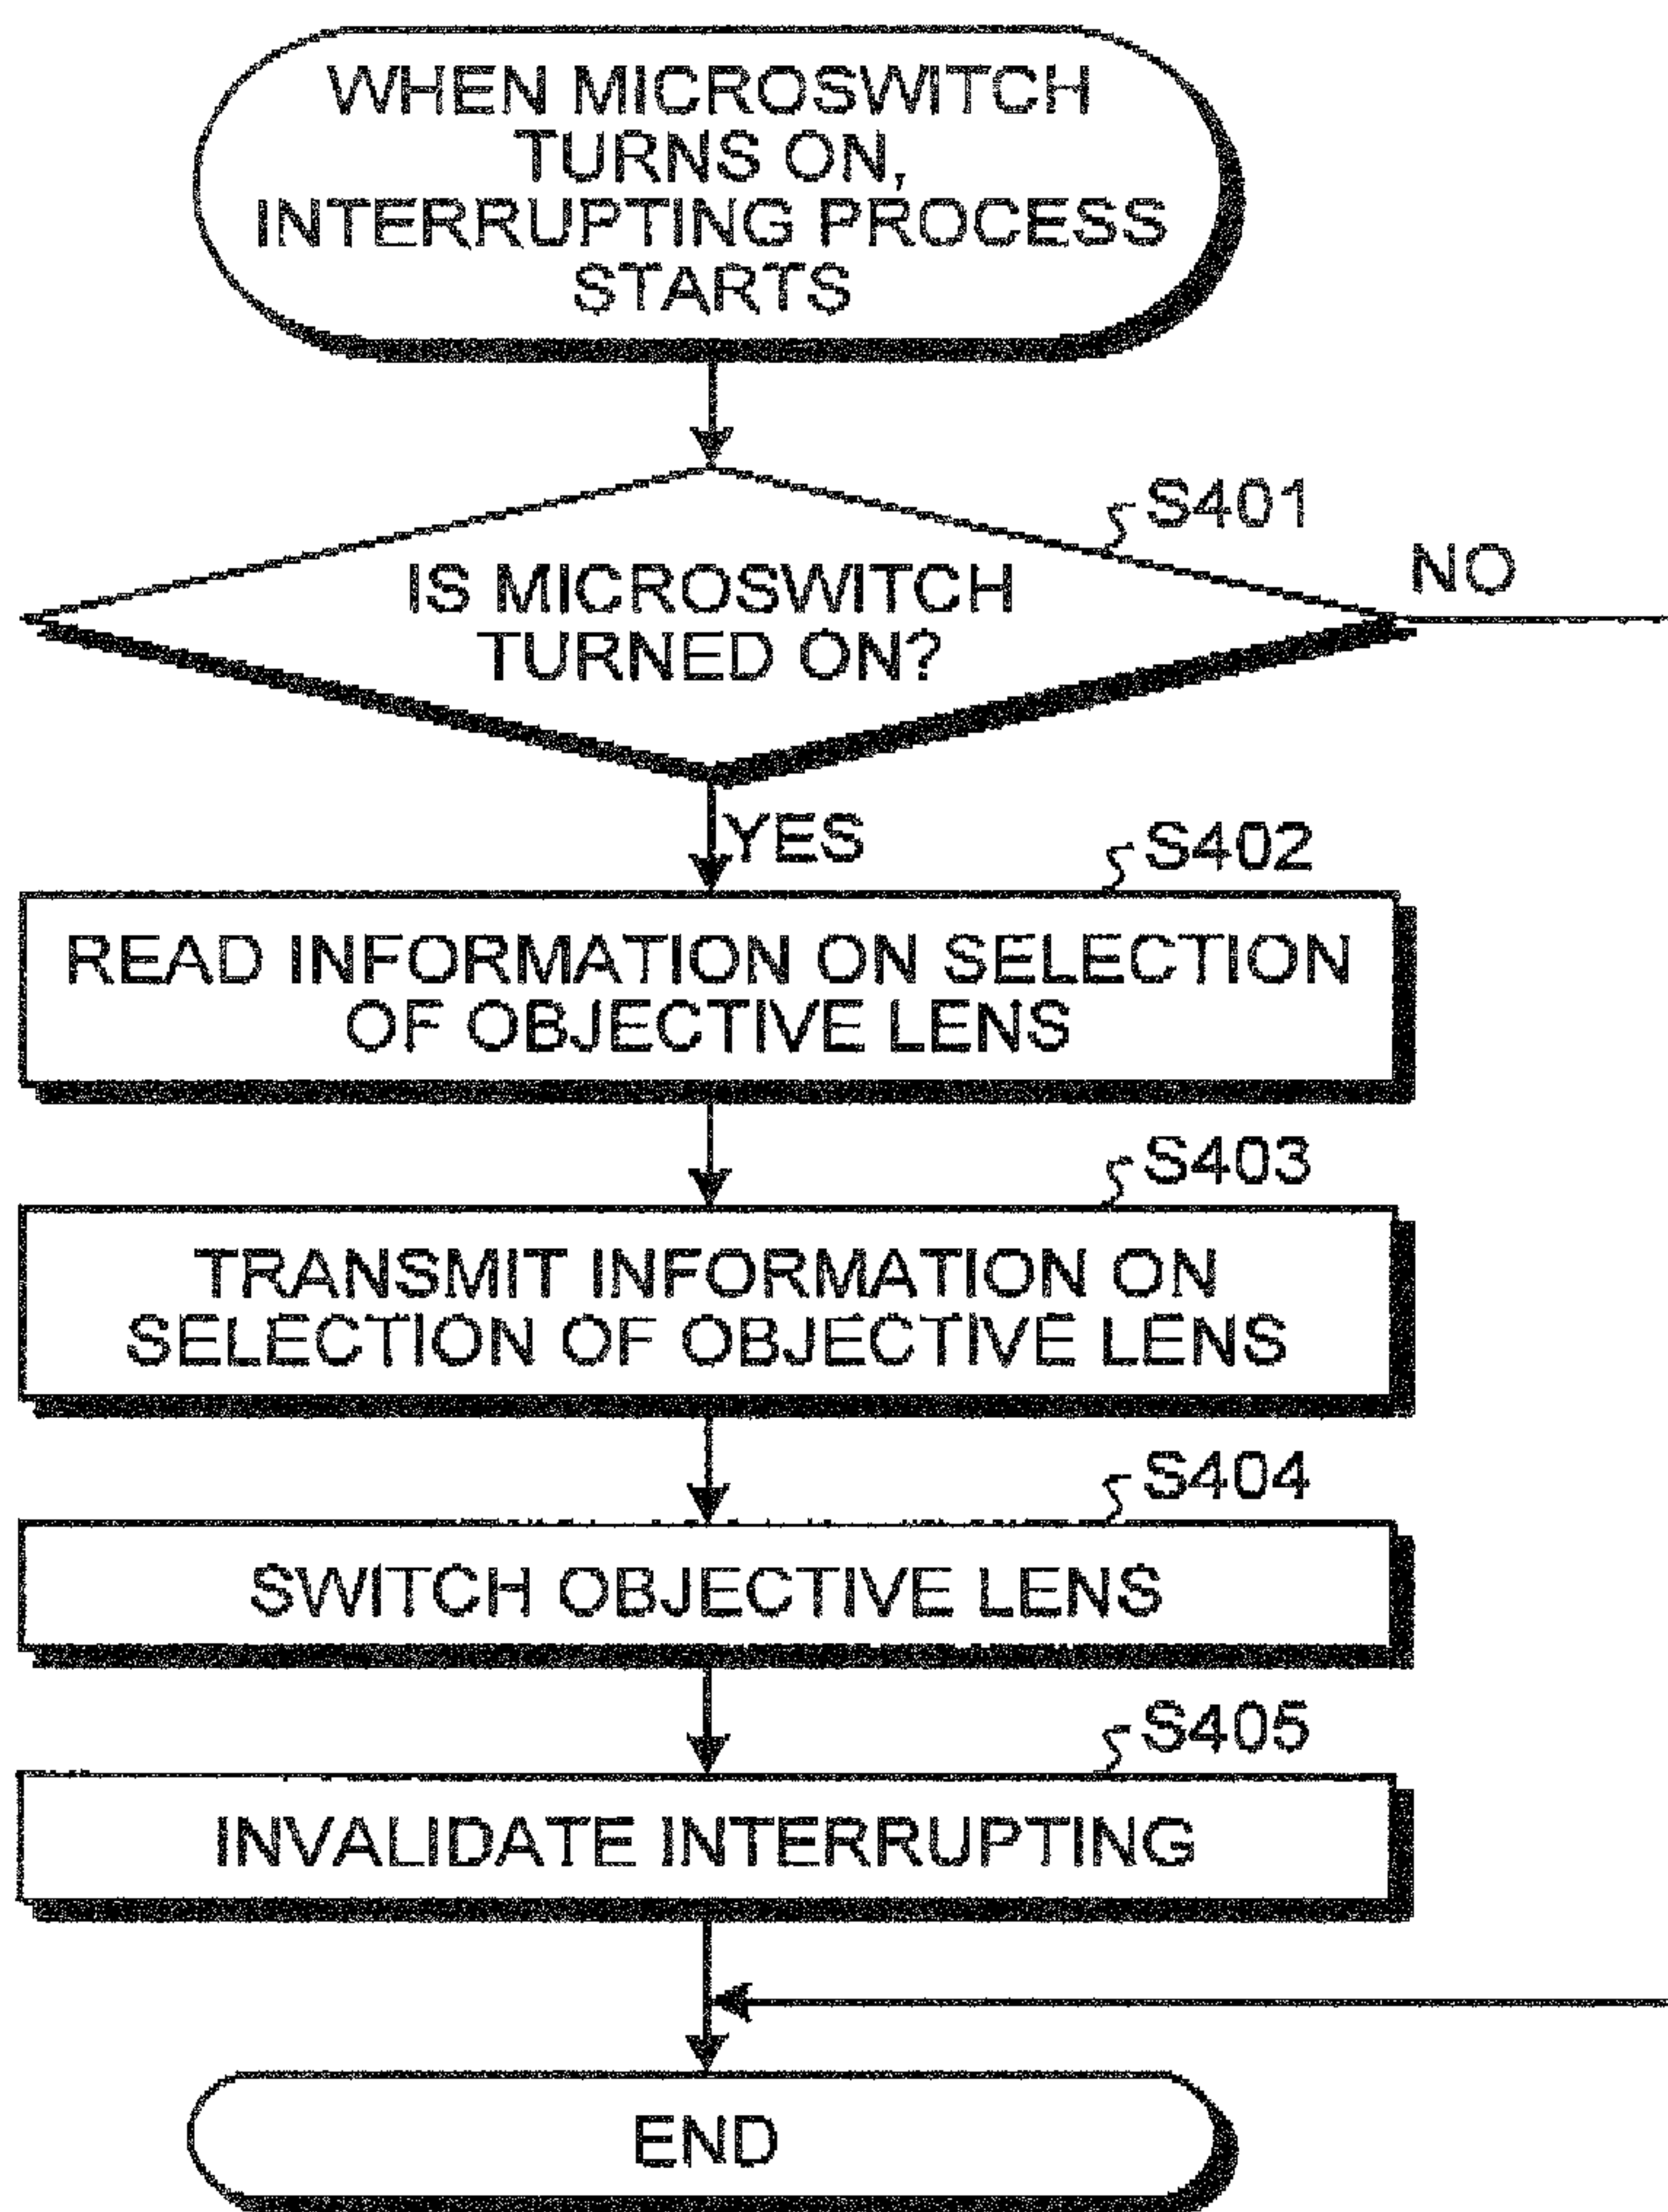 WHEN MICROSWITCH
TURNS ON,
INTERRUPTING PROCESS
STARTS
S401
IS MICROSWITCH
TURNED ON?
NO
YES
S402
READ INFORMATION ON SELECTION
OF OBJECTIVE LENS
S403
TRANSMIT INFORMATION ON
SELECTION OF OBJECTIVE LENS
S404
SWITCH OBJECTIVE LENS
S405
INVALIDATE INTERRUPTING
END